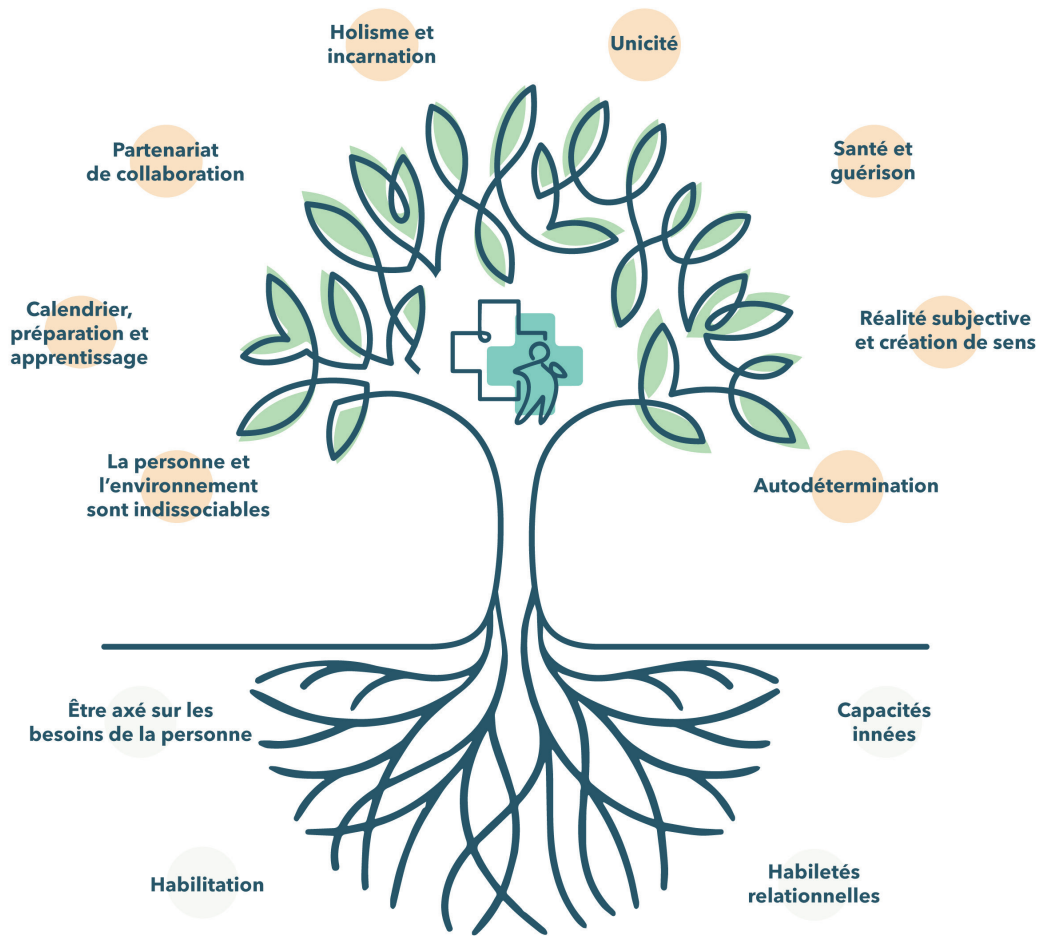 Holisme et
incarnation
Unicité
Partenariat
de collaboration
Santé et
guérison
Calendrier,
préparation et
apprentissage
Réalité subjective
et création de sens
La personne et
l’environnement
sont indissociables
Autodétermination
Être axé sur les
besoins de la personne
Capacités
innées
Habilitation
Habiletés
relationnelles